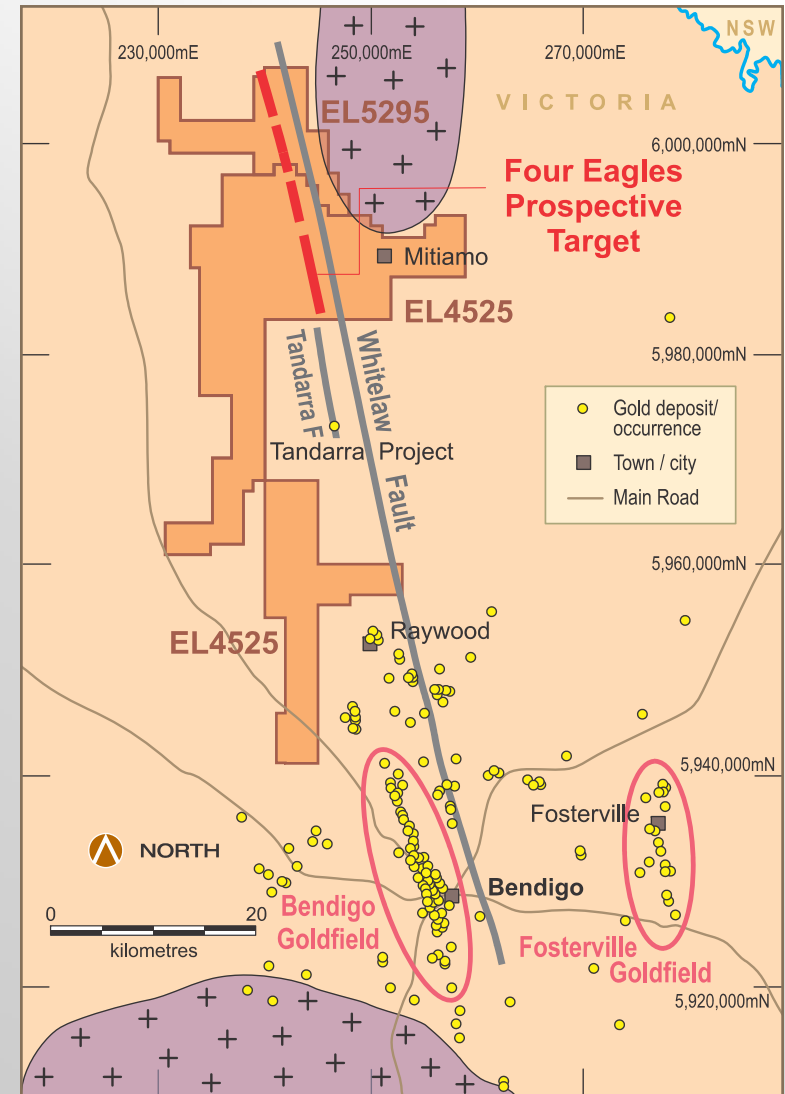 NSW
230,000mE
250,000mE
270,000mE
VICTORIA
EL5295
6,000,000mN
Four Eagles
Prospective
Target
Mitiamo
EL4525
5,980,000mN
Whitelaw
Fault
Tandarra F
Gold deposit/
occurrence
Town / city
Main Road
Tandarra Project
5,960,000mN
Raywood
EL4525
5,940,000mN
Fosterville
NORTH
Bendigo
0
20
kilometres
Bendigo
Goldfield
Fosterville
Goldfield
5,920,000mN